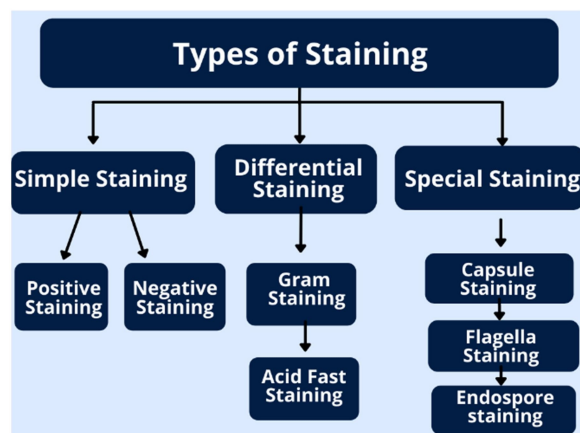 Types of Staining
Simple Staining
Differential
Staining
Special Staining
Positive
Staining
Negative
Staining
Gram
Staining
Acid Fast
Staining
Capsule
Staining
Flagella
Staining
Endospore
staining